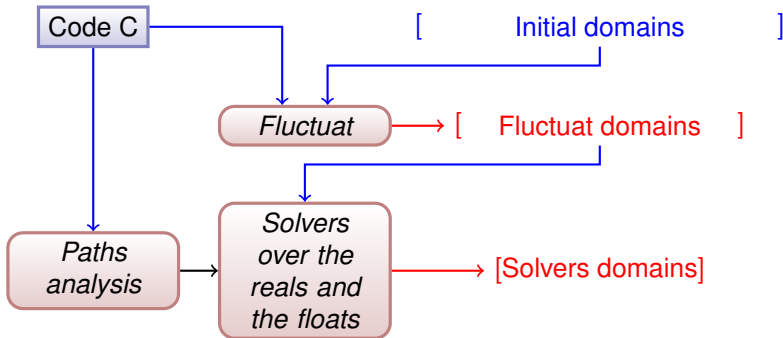 Code C
[ Initial domains ]
Fluctuat
[ Fluctuat domains ]
Paths
analysis
Solvers
over the
reals and
the floats
[Solvers domains]